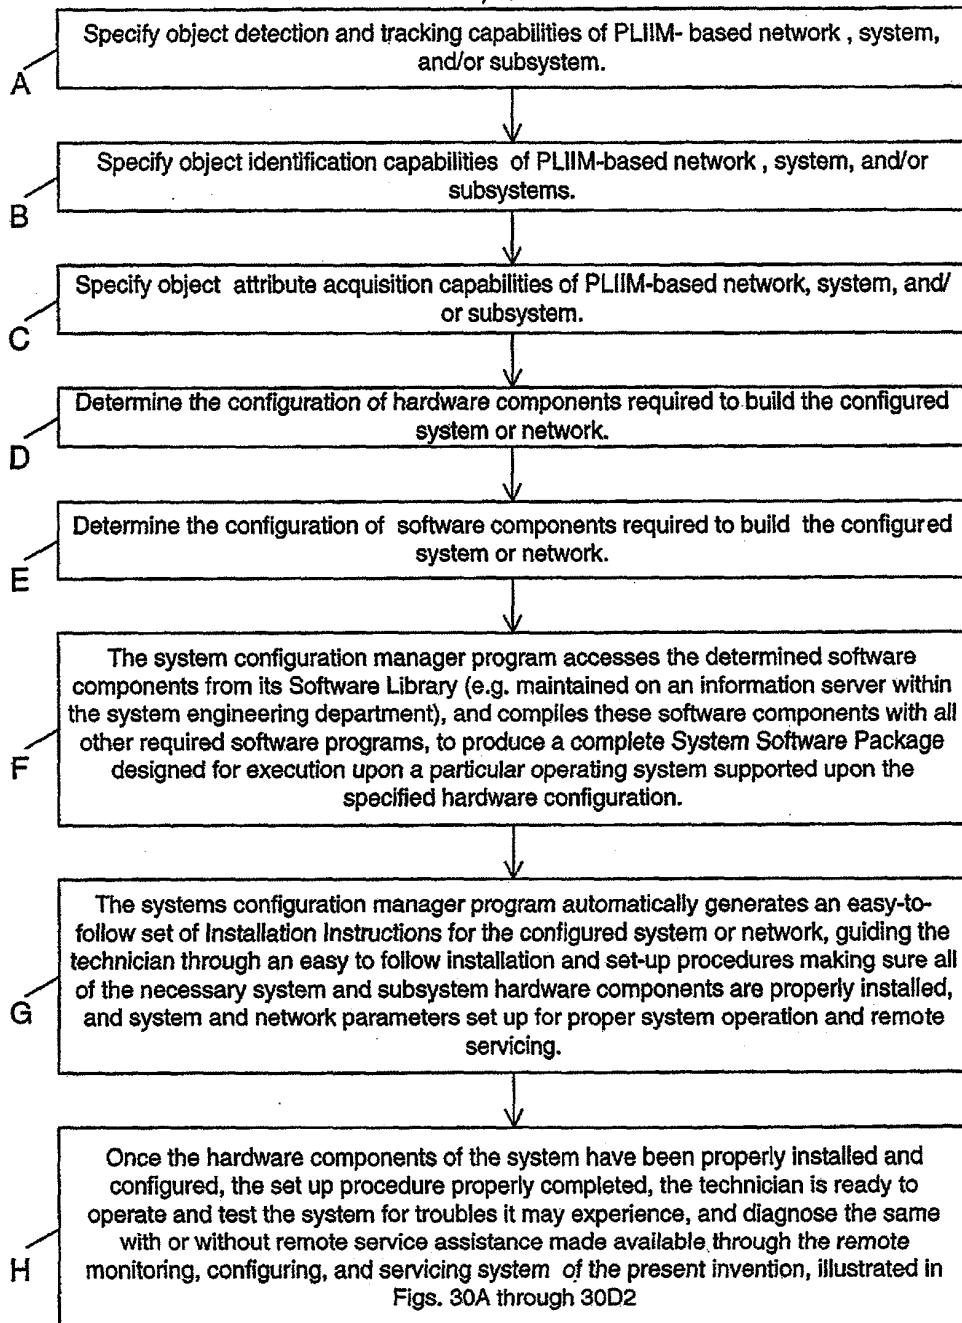 Specify object detection and tracking capabilities of PLIIM- based network , system,
and/or subsystem.
A
Specify object identification capabilities of PLIIM-based network , system, and/or
subsystems.
B
Specify object attribute acquisition capabilities of PLIIM-based network, system, and/
or subsystem.
C
Determine the configuration of hardware components required to build the configured
system or network.
D
Determine the configuration of software components required to build the configured
system or network.
E
The system configuration manager program accesses the determined software
components from its Software Library (e.g. maintained on an information server within
the system engineering department), and compiles these software components with all
other required software programs, to produce a complete System Software Package
designed for execution upon a particular operating system supported upon the
specified hardware configuration.
F
The systems configuration manager program automatically generates an easy-to-
follow set of Installation Instructions for the configured system or network, guiding the
technician through an easy to follow installation and set-up procedures making sure all
of the necessary system and subsystem hardware components are properly installed,
and system and network parameters set up for proper system operation and remote
servicing.
G
Once the hardware components of the system have been properly installed and
configured, the set up procedure properly completed, the technician is ready to
operate and test the system for troubles it may experience, and diagnose the same
with or without remote service assistance made available through the remote
monitoring, configuring, and servicing system of the present invention, illustrated in
Figs. 30A through 30D2
H